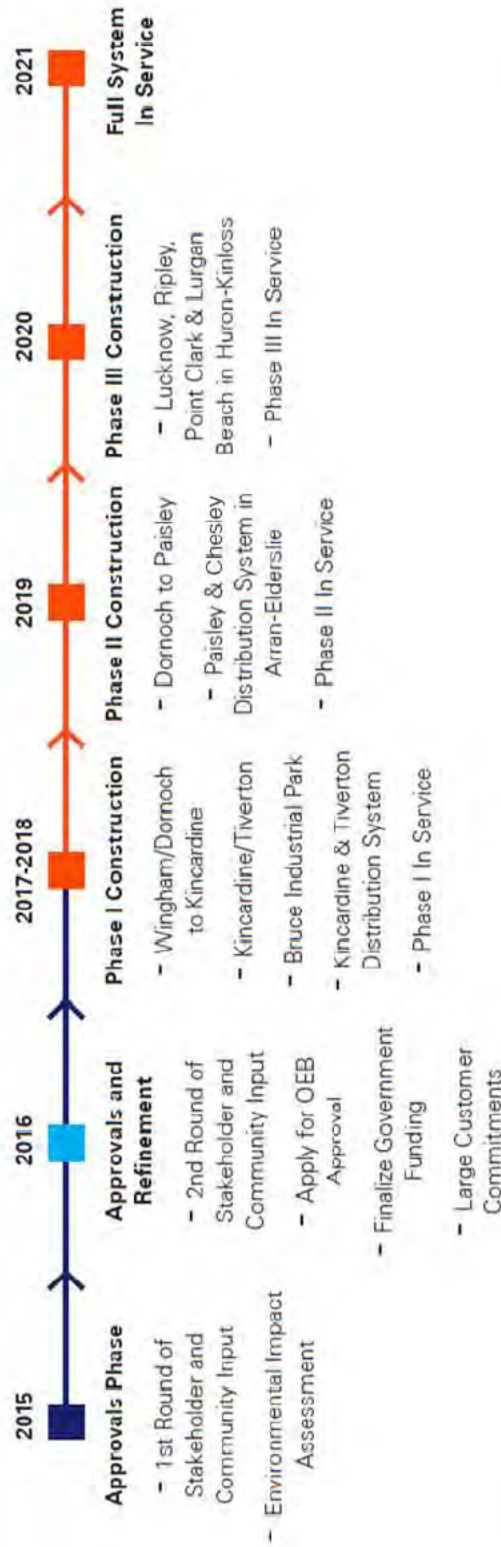 2015
Approvals Phase
- 1st Round of
Stakeholder and
Community Input
- Environmental Impact
Assessment
2016
Approvals and
Refinement
- 2nd Round of
Stakeholder and
Community Input
- Apply for OEB
Approval
- Finalize Government
Funding
- Large Customer
Commitments
2017-2018
Phase I Construction
- Wingham/Dornoch
to Kincardine
- Kincardine/Tiverton
- Bruce Industrial Park
- Kincardine & Tiverton
Distribution System
- Phase I In Service
2019
Phase II Construction
- Dornoch to Paisley
- Paisley & Chesley
Distribution System in
Arran-Elderslie
- Phase II In Service
2020
Phase III Construction
- Lucknow, Ripley,
Point Clark & Lurgan
Beach in Huron-Kinloss
- Phase III In Service
2021
Full System
In Service